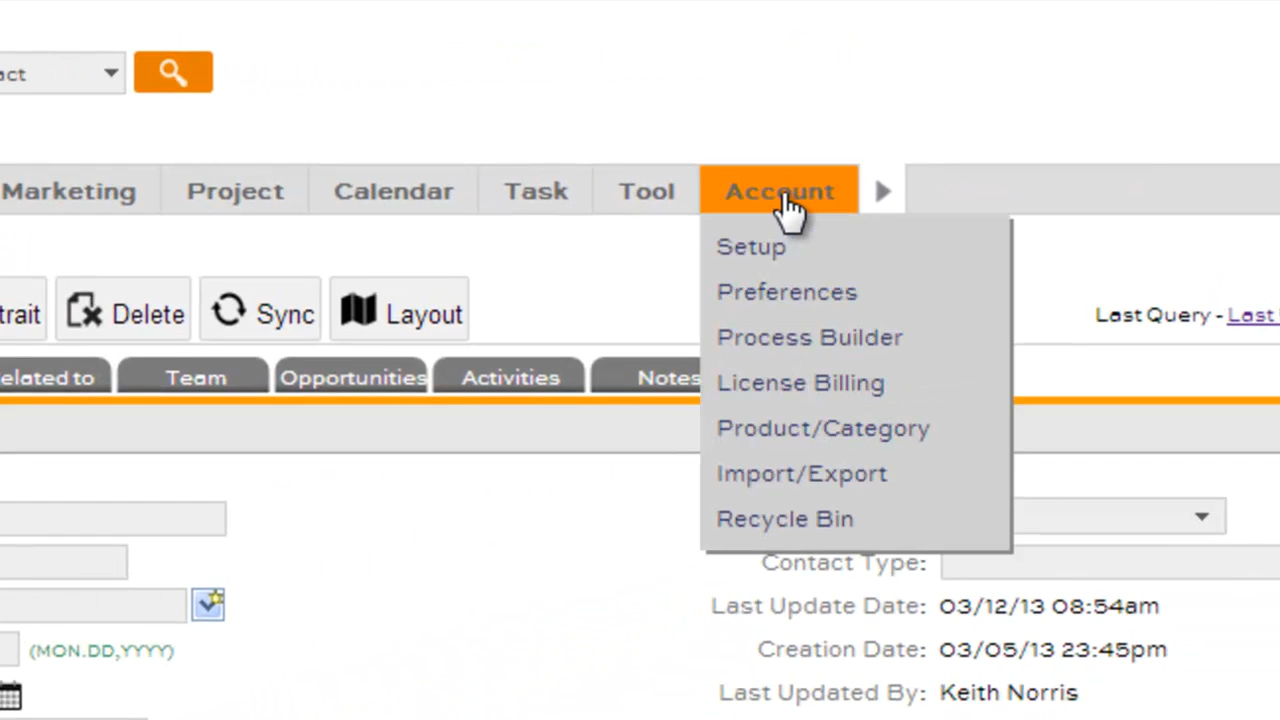 act
Marketing Project Calendar Task Tool Account
Setup
Preferences
Process Builder
License Billing
Product/Category
Import/Export
Recycle Bin
trait Delete Sync Layout
Last Query - Last
elated to Team Opportunities Activities Notes
Contact Type:
Last Update Date: 03/12/13 08:54am
(MON.DD,YYYY)
Creation Date: 03/05/13 23:45pm
Last Updated By: Keith Norris